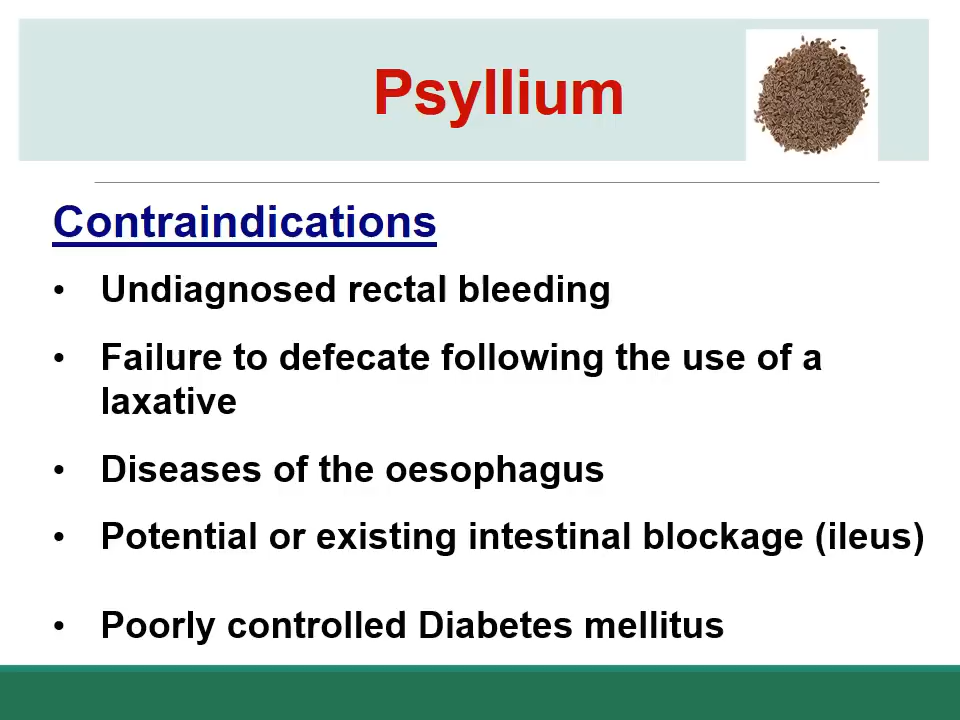 Psyllium
Contraindications
• Undiagnosed rectal bleeding
• Failure to defecate following the use of a
laxative
• Diseases of the oesophagus
• Potential or existing intestinal blockage (ileus)
• Poorly controlled Diabetes mellitus